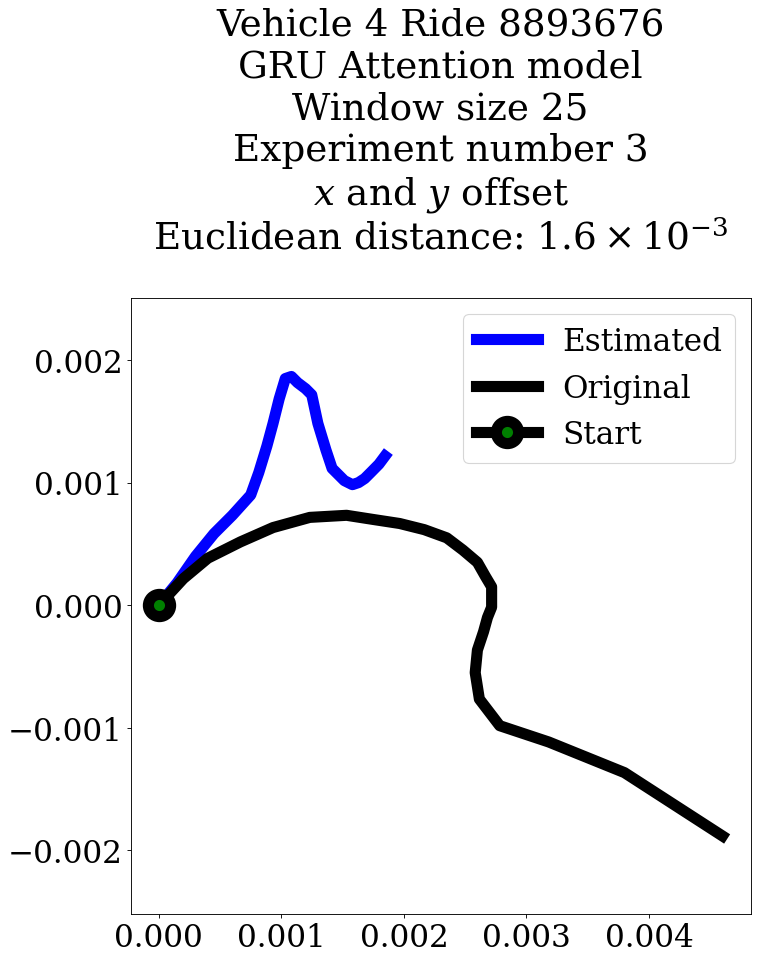 Vehicle 4 Ride 8893676
GRU Attention model
Window size 25
Experiment number 3
x and y offset
Euclidean distance: 1.6 × 10⁻³
Estimated
Original
Start
0.002
0.001
0.000
−0.001
−0.002
0.000 0.001 0.002 0.003 0.004